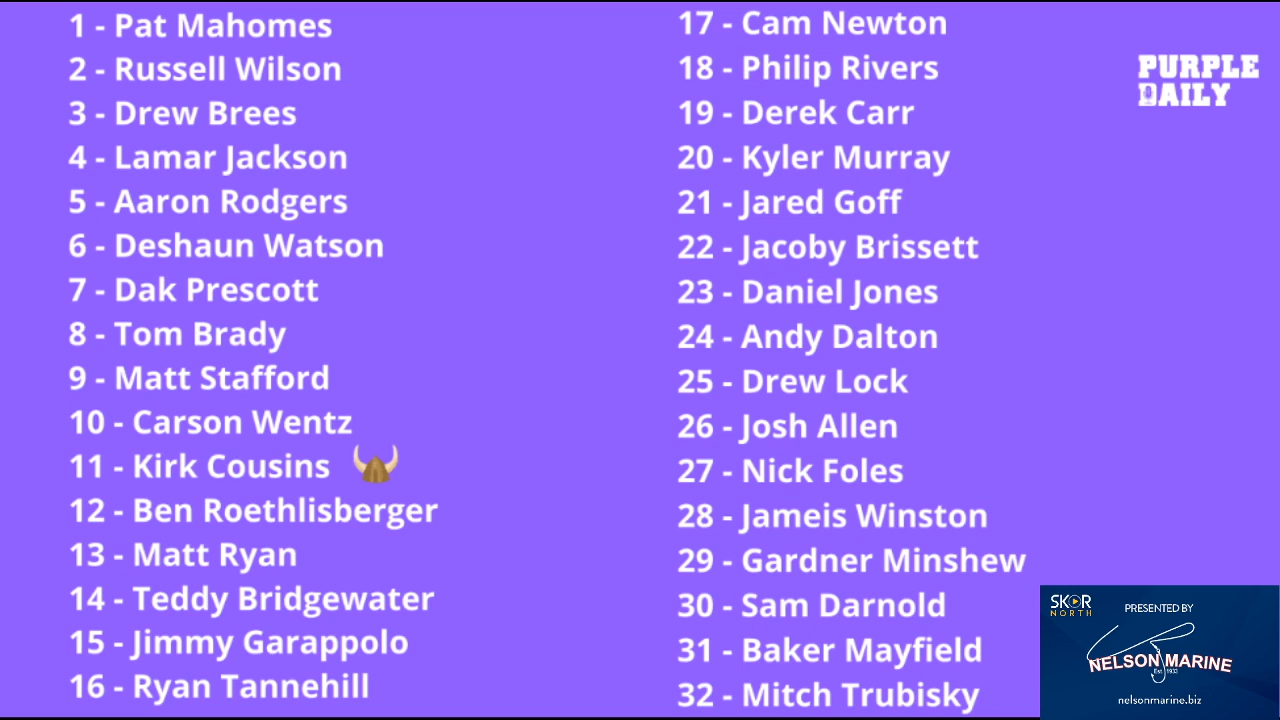 1 - Pat Mahomes
2 - Russell Wilson
3 - Drew Brees
4 - Lamar Jackson
5 - Aaron Rodgers
6 - Deshaun Watson
7 - Dak Prescott
8 - Tom Brady
9 - Matt Stafford
10 - Carson Wentz
11 - Kirk Cousins
12 - Ben Roethlisberger
13 - Matt Ryan
14 - Teddy Bridgewater
15 - Jimmy Garappolo
16 - Ryan Tannehill
17 - Cam Newton
18 - Philip Rivers
19 - Derek Carr
20 - Kyler Murray
21 - Jared Goff
22 - Jacoby Brissett
23 - Daniel Jones
24 - Andy Dalton
25 - Drew Lock
26 - Josh Allen
27 - Nick Foles
28 - Jameis Winston
29 - Gardner Minshew
30 - Sam Darnold
31 - Baker Mayfield
32 - Mitch Trubisky
PURPLE
DAILY
SKOR
NORTH
PRESENTED BY
NELSON MARINE
Est 1933
nelsonmarine.biz